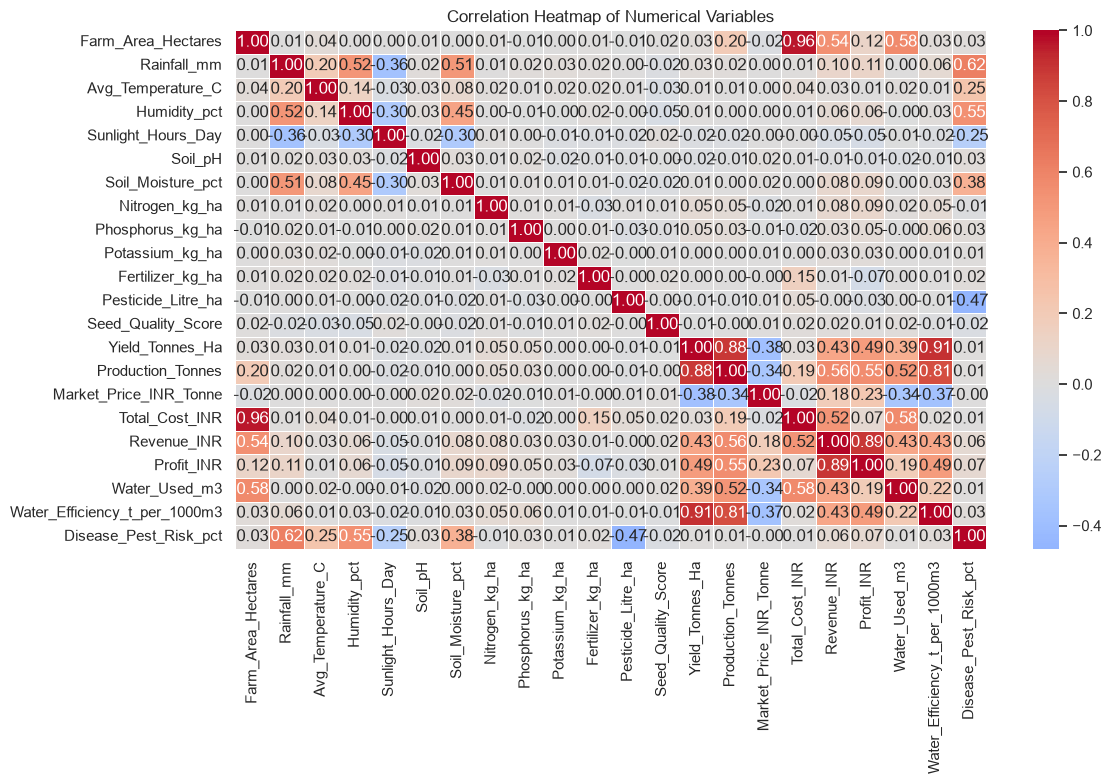 Correlation Heatmap of Numerical Variables
Farm_Area_Hectares 1.00 0.01 0.04 0.00 0.00 0.01 0.00 0.01 -0.01 0.00 0.01 -0.01 0.02 0.03 0.20 -0.02 0.96 0.54 0.12 0.58 0.03 0.03
Rainfall_mm 0.01 1.00 0.20 0.52 -0.36 0.02 0.51 0.01 0.02 0.03 0.02 0.00 -0.02 0.03 0.02 0.00 0.01 0.10 0.11 -0.00 0.06 0.62
Avg_Temperature_C 0.04 0.20 1.00 0.14 -0.03 0.03 0.08 0.02 0.01 -0.02 0.02 0.01 -0.03 0.01 0.01 -0.00 0.04 0.03 0.01 -0.02 0.01 0.25
Humidity_pct 0.00 0.52 0.14 1.00 -0.30 0.03 0.45 0.01 0.01 -0.00 0.02 -0.00 -0.05 0.01 0.00 -0.00 0.01 0.06 0.06 -0.00 0.03 0.55
Sunlight_Hours_Day 0.00 -0.36 -0.03 -0.30 1.00 -0.02 -0.30 0.01 0.00 -0.01 -0.01 -0.02 0.02 -0.02 -0.02 -0.00 -0.00 -0.05 -0.05 -0.01 -0.02 -0.25
Soil_pH 0.01 0.02 0.03 0.03 -0.02 1.00 0.03 0.01 0.02 -0.02 -0.01 -0.02
Soil_Moisture_pct 0.00 0.51 0.08 0.45 -0.30 0.03 1.00 0.01 0.01 0.01 0.01 -0.02 -0.02 0.01 0.00 0.02 0.00 0.08 0.09 -0.00 0.03 0.38
Nitrogen_kg_ha 0.01 0.01 0.02 0.01 0.01 0.01 0.01 1.00 0.01 0.01 -0.03 0.01 0.01 0.05 0.05 -0.02 0.01 0.08 0.09 0.02 0.05 -0.01
Phosphorus_kg_ha -0.01 0.02 0.01 0.01 0.00 0.02 0.01 0.01 1.00 0.00 0.01 -0.03 -0.01 0.05 0.03 0.01 -0.02 0.03 0.05 -0.00 0.06 0.03
Potassium_kg_ha 0.00 0.03 -0.02 -0.00 -0.01 -0.02 0.01 0.01 0.00 1.00 0.02 -0.00 0.01 0.00 0.01 -0.01 0.00 0.03 0.03 0.00 0.01 0.01
Fertilizer_kg_ha 0.01 0.02 0.02 0.02 -0.01 -0.01 0.01 -0.03 0.01 0.02 1.00 -0.00 0.02 0.00 0.00 -0.00 0.15 0.01 -0.07 0.00 0.01 0.02
Pesticide_Litre_ha -0.01 0.00 0.01 -0.00 -0.02 -0.02 -0.02 0.01 -0.03 -0.00 -0.00 1.00 -0.00 -0.01 -0.01 0.01 0.05 -0.00 -0.03 -0.00 -0.01 -0.47
Seed_Quality_Score 0.02 -0.02 -0.03 -0.05 0.02 -0.00 -0.02 0.01 -0.01 0.01 0.02 -0.00 1.00 -0.01 -0.00 0.01 0.02 0.02 0.01 0.02 -0.01 -0.02
Yield_Tonnes_Ha 0.03 0.03 0.01 0.01 -0.02 -0.02 0.01 0.05 0.05 0.00 0.00 -0.01 -0.01 1.00 0.88 -0.38 0.03 0.43 0.49 0.39 0.91 0.01
Production_Tonnes 0.20 0.02 0.01 0.00 -0.02 -0.01 0.00 0.05 0.03 0.01 0.00 -0.01 -0.00 0.88 1.00 -0.34 0.19 0.56 0.55 0.52 0.81 0.01
Market_Price_INR_Tonne -0.02 0.00 -0.00 -0.00 -0.00 0.02 0.02 -0.02 0.01 -0.01 -0.00 0.01 0.01 -0.38 -0.34 1.00 -0.02 0.18 0.23 -0.34 -0.37 -0.00
Total_Cost_INR 0.96 0.01 0.04 0.01 -0.00 0.01 0.00 0.01 -0.02 0.00 0.15 0.05 0.02 0.03 0.19 -0.02 1.00 0.52 0.07 0.58 0.02 0.01
Revenue_INR 0.54 0.10 0.03 0.06 -0.05 -0.01 0.08 0.08 0.03 0.03 0.01 -0.00 0.02 0.43 0.56 0.18 0.52 1.00 0.89 0.43 0.43 0.06
Profit_INR 0.12 0.11 0.01 0.06 -0.05 -0.01 0.09 0.09 0.05 0.03 -0.07 -0.03 0.01 0.49 0.55 0.23 0.07 0.89 1.00 0.19 0.49 0.07
Water_Used_m3 0.58 -0.00 -0.02 -0.00 -0.01 -0.02 -0.00 0.02 -0.00 0.00 0.00 -0.00 0.02 0.39 0.52 -0.34 0.58 0.43 0.19 1.00 0.22 0.01
Water_Efficiency_t_per_1000m3 0.03 0.06 0.01 0.03 -0.02 -0.01 0.03 0.05 0.06 0.01 0.01 -0.01 -0.01 0.91 0.81 -0.37 0.02 0.43 0.49 0.22 1.00 0.03
Disease_Pest_Risk_pct 0.03 0.62 0.25 0.55 -0.25 0.03 0.38 -0.01 0.03 0.01 0.02 -0.47 -0.02 0.01 0.01 -0.00 0.01 0.06 0.07 0.01 0.03 1.00
Farm_Area_Hectares
Rainfall_mm
Avg_Temperature_C
Humidity_pct
Sunlight_Hours_Day
Soil_pH
Soil_Moisture_pct
Nitrogen_kg_ha
Phosphorus_kg_ha
Potassium_kg_ha
Fertilizer_kg_ha
Pesticide_Litre_ha
Seed_Quality_Score
Yield_Tonnes_Ha
Production_Tonnes
Market_Price_INR_Tonne
Total_Cost_INR
Revenue_INR
Profit_INR
Water_Used_m3
Water_Efficiency_t_per_1000m3
Disease_Pest_Risk_pct
1.0
0.8
0.6
0.4
0.2
0.0
−0.2
−0.4